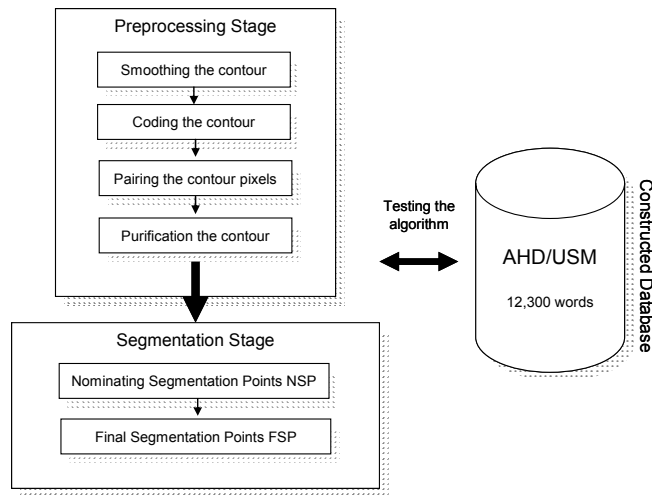 Preprocessing Stage
Smoothing the contour
Coding the contour
Pairing the contour pixels
Purification the contour
Segmentation Stage
Nominating Segmentation Points NSP
Final Segmentation Points FSP
Testing the
algorithm
AHD/USM
12,300 words
Constructed Database